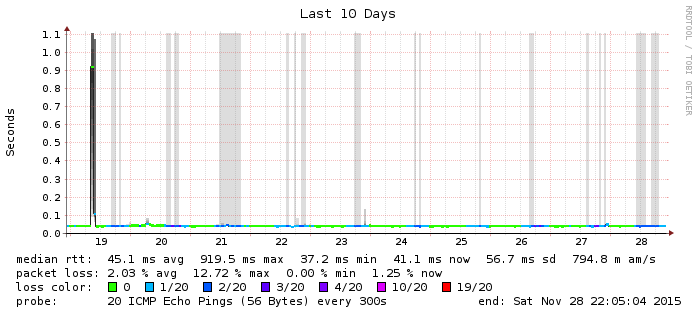 Last 10 Days
RRDTOOL / TOBI OETIKER
Seconds
1.1
1.0
0.9
0.8
0.7
0.6
0.5
0.4
0.3
0.2
0.1
0.0
19 20 21 22 23 24 25 26 27 28
median rtt: 45.1 ms avg 919.5 ms max 37.2 ms min 41.1 ms now 56.7 ms sd 794.8 m am/s
packet loss: 2.03 % avg 12.72 % max 0.00 % min 1.25 % now
loss color: 0 1/20 2/20 3/20 4/20 10/20 19/20
probe: 20 ICMP Echo Pings (56 Bytes) every 300s end: Sat Nov 28 22:05:04 2015